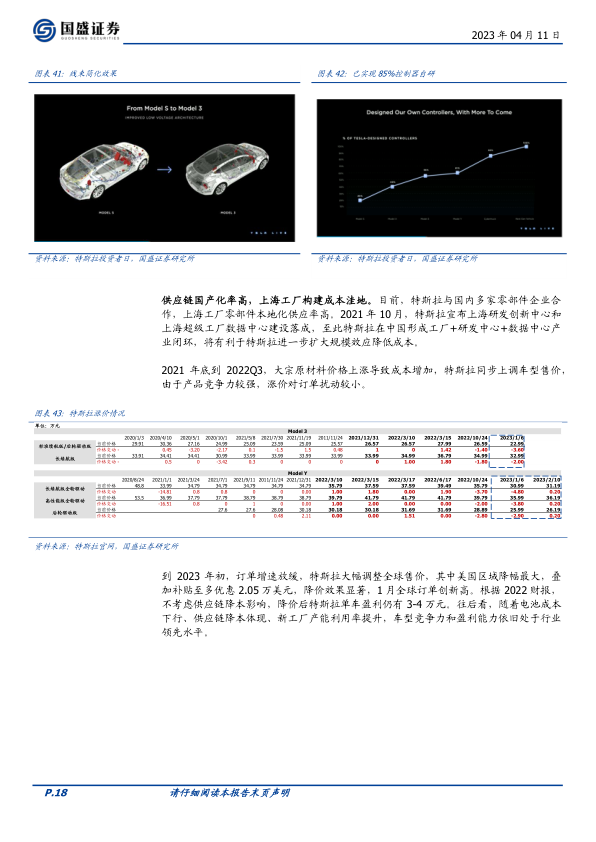 国盛证券
GUOSHENG SECURITIES
2023 年 04 月 11 日
图表 41：线束简化效果
图表 42：已实现 85%控制器自研
From Model S to Model 3
IMPROVED LOW VOLTAGE ARCHITECTURE
MODEL S
MODEL 3
Designed Our Own Controllers, With More To Come
% OF TESLA-DESIGNED CONTROLLERS
资料来源：特斯拉投资者日，国盛证券研究所
资料来源：特斯拉投资者日，国盛证券研究所
供应链国产化率高，上海工厂构建成本洼地。目前，特斯拉与国内多家零部件企业合
作，上海工厂零部件本地化供应率高。2021 年 10 月，特斯拉宣布上海研发创新中心和
上海超级工厂数据中心建设落成，至此特斯拉在中国形成工厂+研发中心+数据中心产
业闭环，将有利于特斯拉进一步扩大规模效应降低成本。
2021 年底到 2022Q3，大宗原材料价格上涨导致成本增加，特斯拉同步上调车型售价，
由于产品竞争力较强，涨价对订单扰动较小。
图表 43：特斯拉涨价情况
单位：万元
Model 3
2020/1/3 2020/4/10 2020/5/1 2020/10/1 2021/5/8 2021/7/30 2021/11/19 2011/11/24 2021/12/31 2022/3/10 2022/3/15 2022/10/24 2023/1/6
标准续航版/后轮驱动版 当前价格 29.91 30.36 27.16 24.99 25.09 23.59 25.09 25.57 26.57 26.57 27.99 26.59 22.99
价格变动 - 0.45 -3.20 -2.17 0.1 -1.5 1.5 0.48 1 0 1.42 -1.40 -3.60
长续航版 当前价格 33.91 34.41 34.41 30.99 33.99 33.99 33.99 33.99 33.99 34.99 36.79 34.99 32.99
价格变动 - 0.5 0 -3.42 0.3 0 0 0 0 1.00 1.80 -1.80 -2.00
Model Y
2020/8/24 2021/1/1 2021/3/24 2021/7/1 2021/9/11 2021/11/24 2021/12/31 2022/3/10 2022/3/15 2022/6/17 2022/10/24 2023/1/6 2023/2/10
长续航版全轮驱动 当前价格 48.8 33.99 34.79 34.79 34.79 34.79 34.79 35.79 37.59 39.49 35.79 30.99 31.19
价格变动 -14.81 0.8 0.8 0 0 0.00 1.00 1.80 1.90 -3.70 -4.80 0.20
高性能版全轮驱动 当前价格 53.5 36.99 37.79 37.79 38.79 38.79 38.79 39.79 41.79 41.79 39.79 35.99 36.19
价格变动 -16.51 0.8 0 1 0 0.00 1.00 2.00 0.00 -2.00 -3.80 0.20
后轮驱动版 当前价格 27.6 27.6 28.08 30.18 30.18 30.18 31.69 31.69 28.89 25.99 26.19
价格变动 0 0.48 2.11 0.00 0.00 1.51 0.00 -2.80 -2.90 0.20
资料来源：特斯拉官网，国盛证券研究所
到 2023 年初，订单增速放缓，特斯拉大幅调整全球售价，其中美国区域降幅最大，叠
加补贴至多优惠 2.05 万美元，降价效果显著，1 月全球订单创新高。根据 2022 财报，
不考虑供应链降本影响，降价后特斯拉单车盈利仍有 3-4 万元。往后看，随着电池成本
下行，供应链降本体现，新工厂产能利用率提升，车型竞争力和盈利能力依旧处于行业
领先水平。
P.18
请仔细阅读本报告末页声明